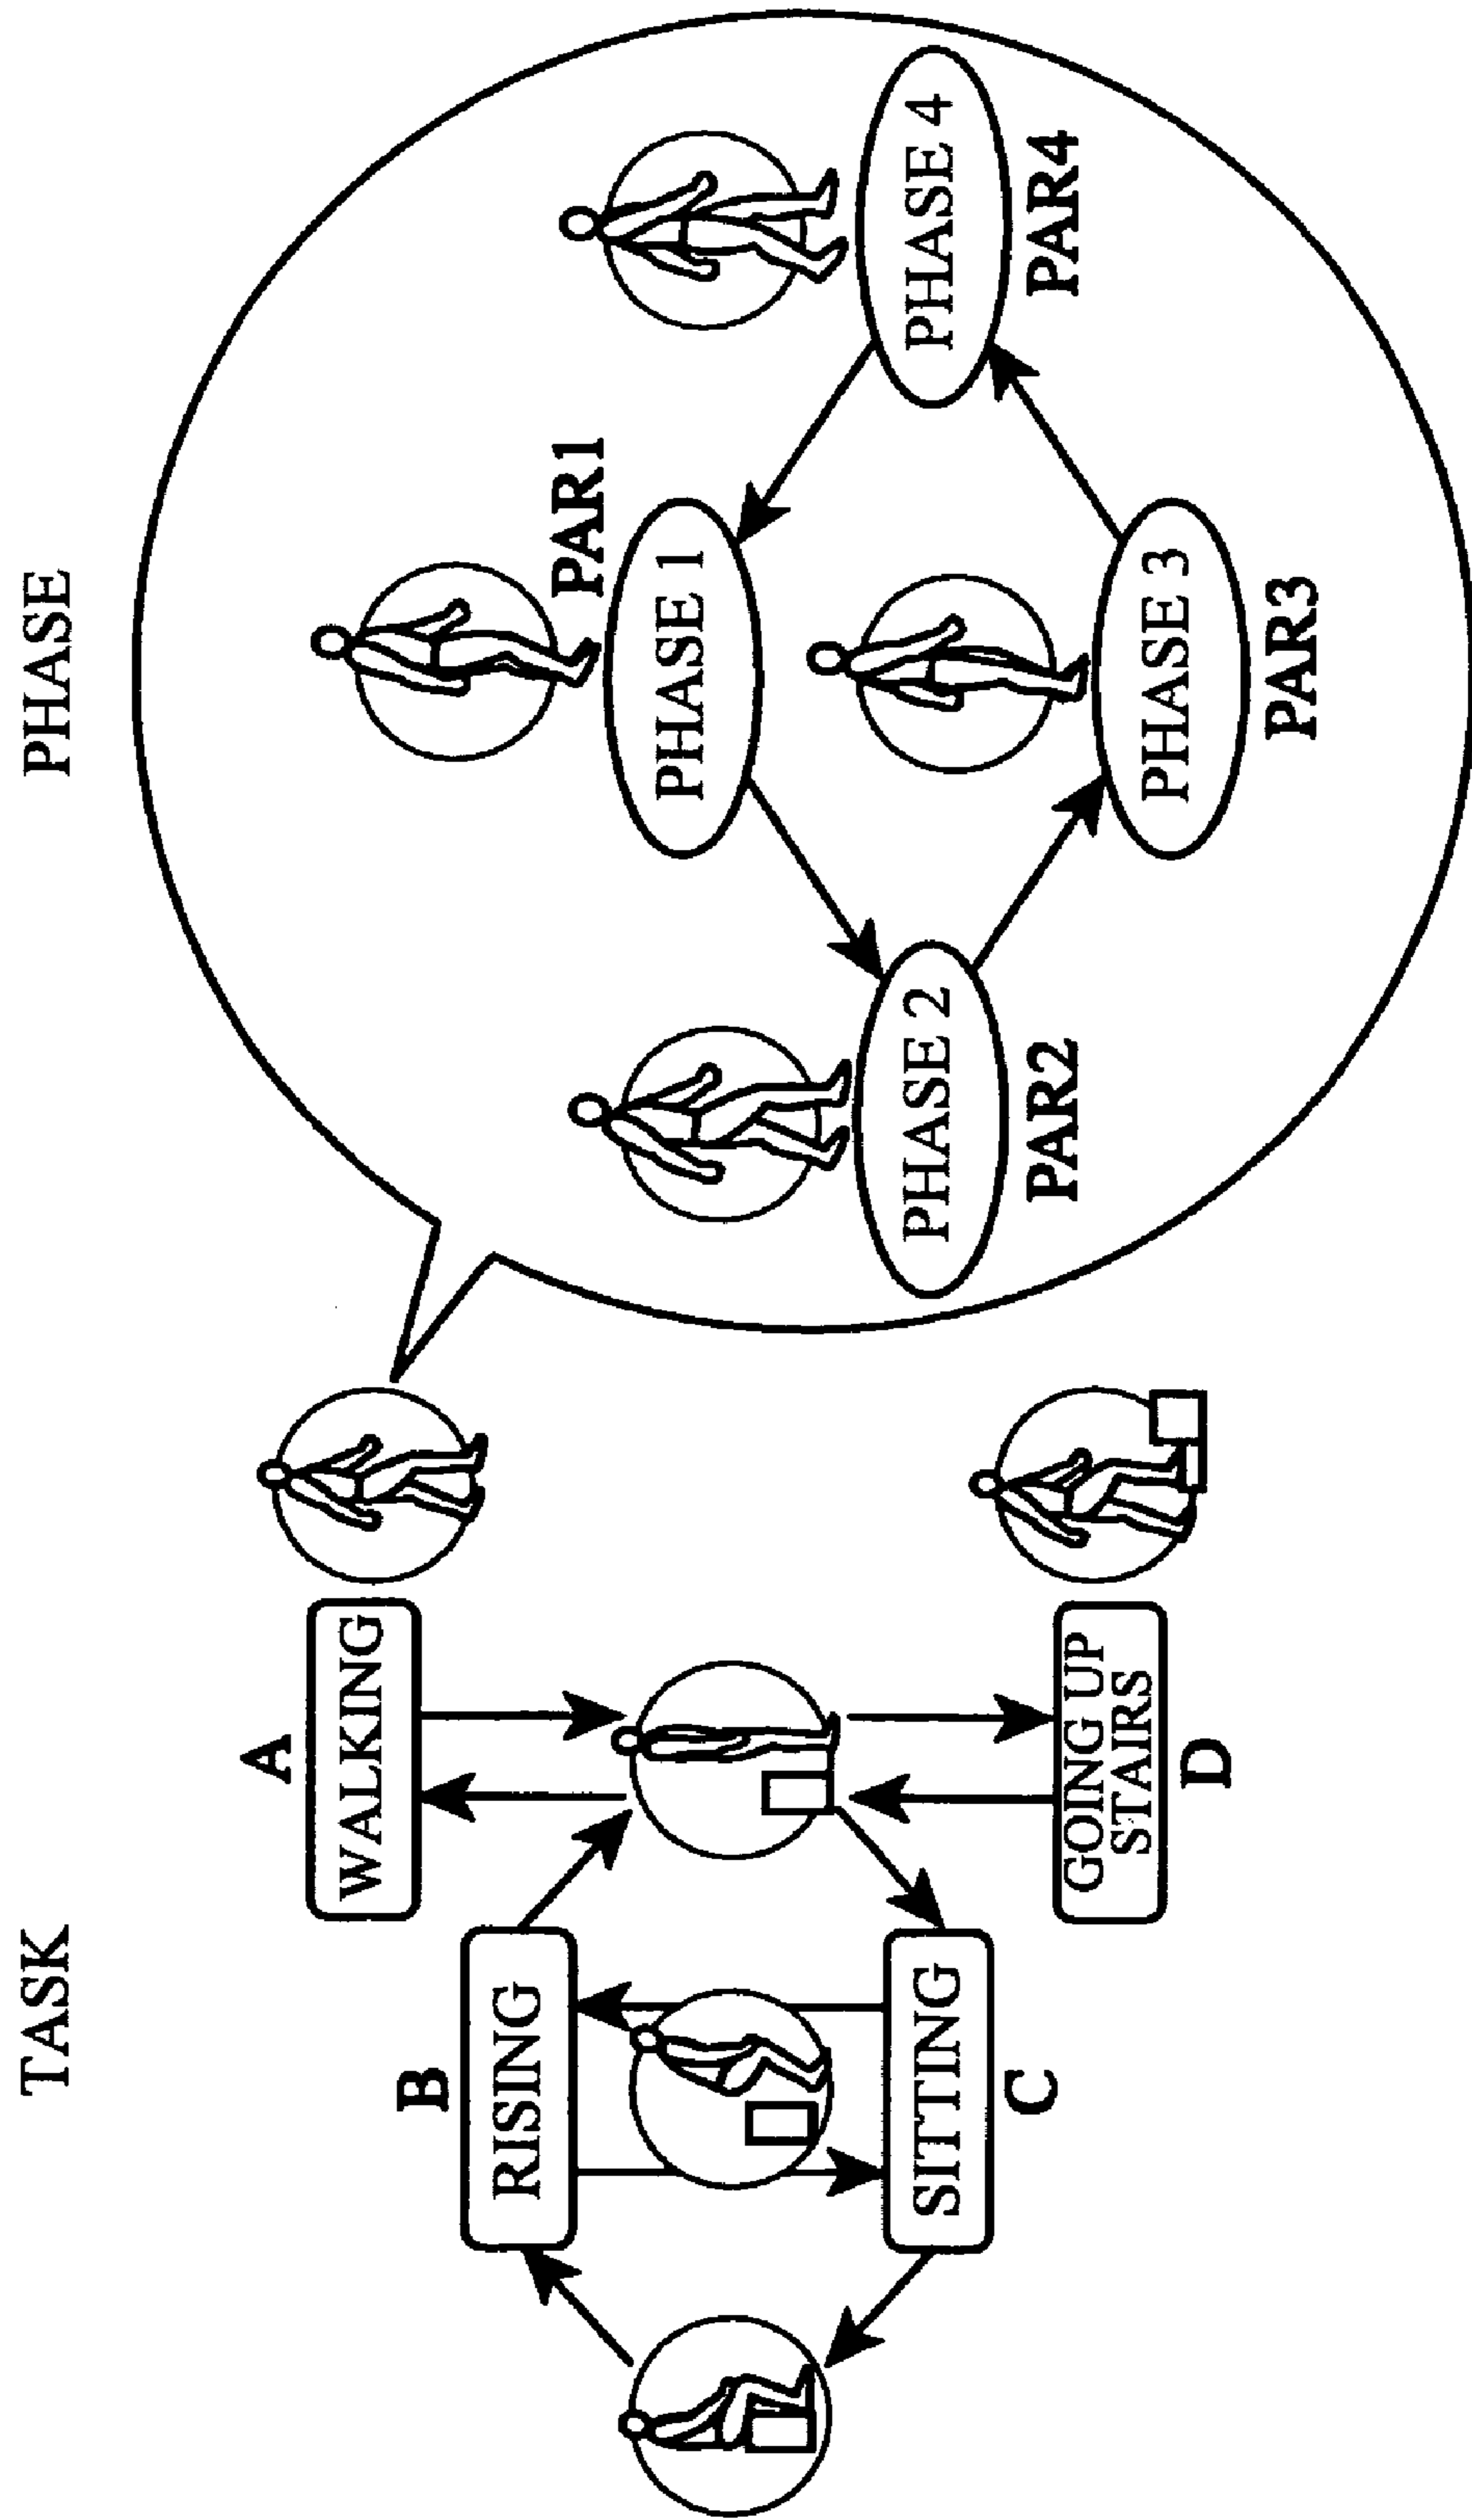 TASK
PHASE
A
WALKING
B
RISING
SITTING
C
GOING UP
STAIRS
D
PAR1
PHASE 1
PHASE 2
PAR2
PHASE 3
PAR3
PHASE 4
PAR4